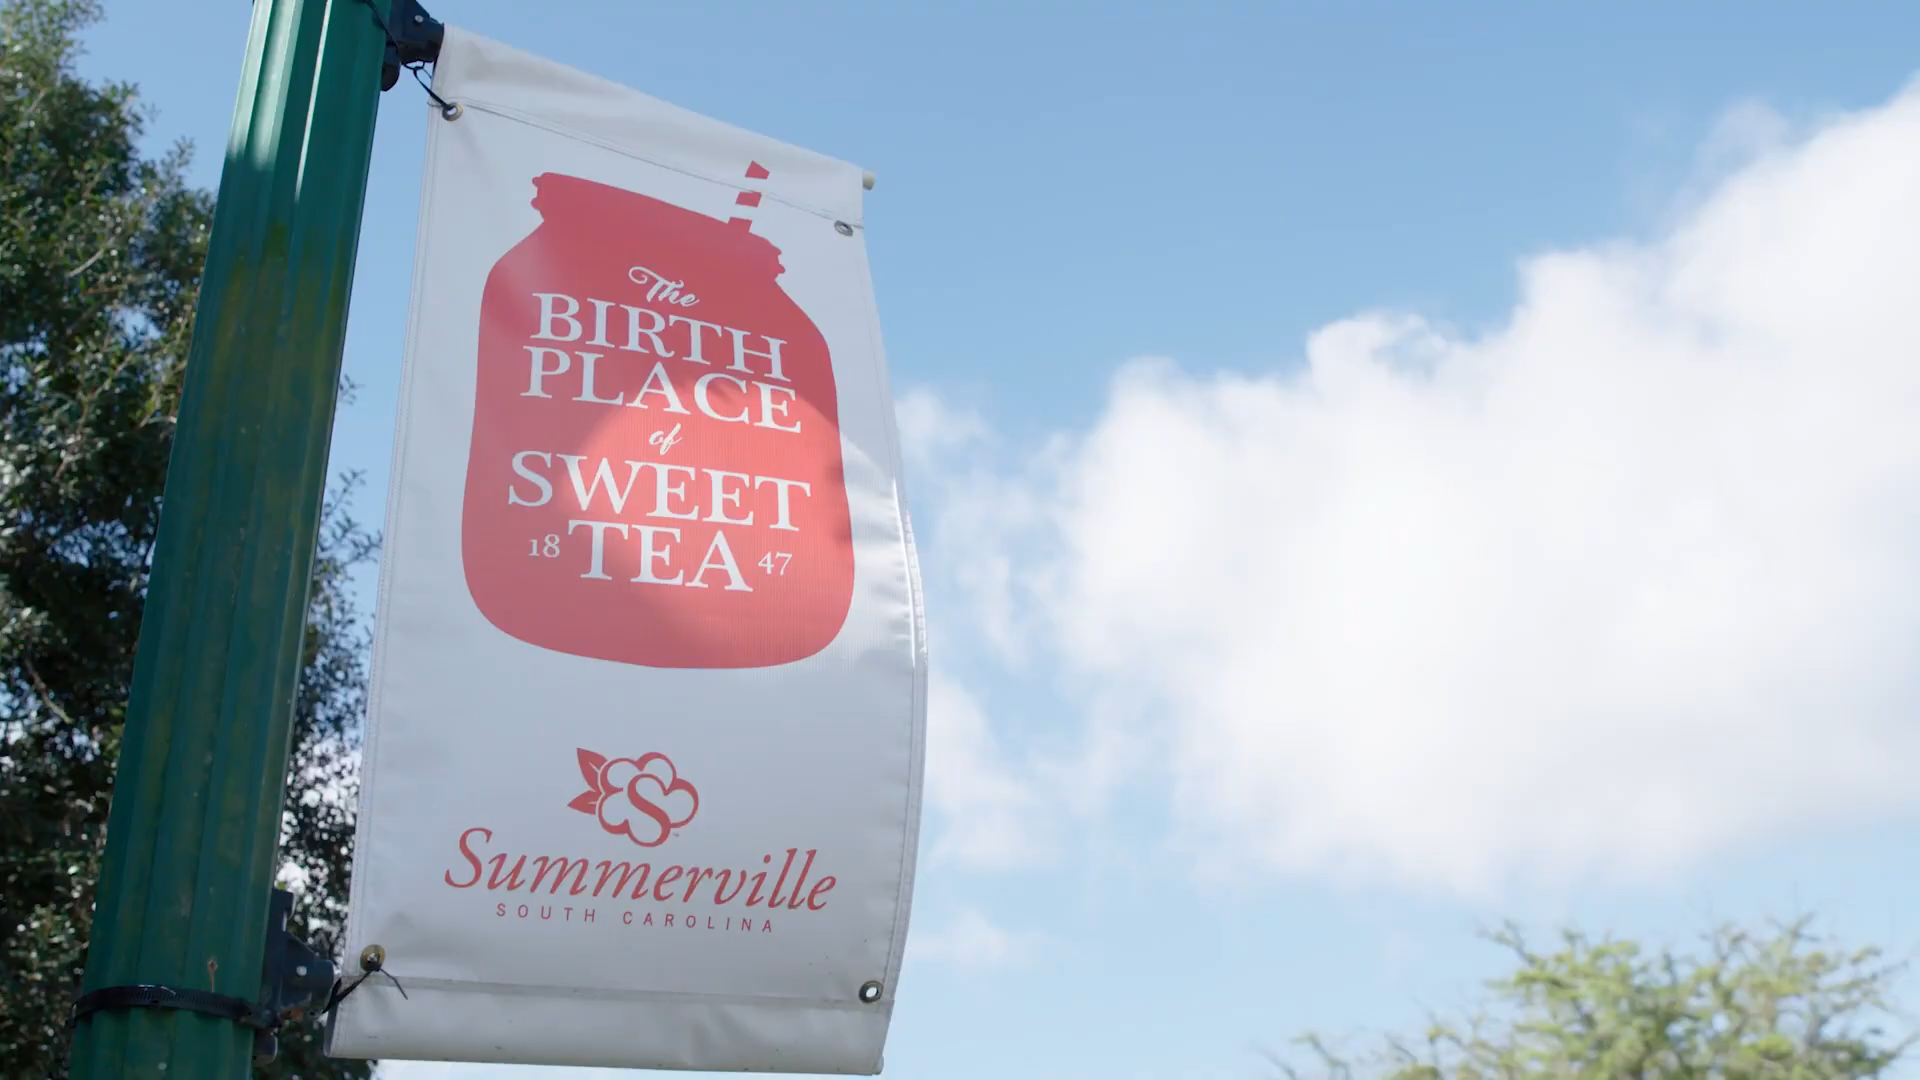 The
BIRTH
PLACE
of
SWEET
18 TEA 47
S
Summerville
SOUTH CAROLINA